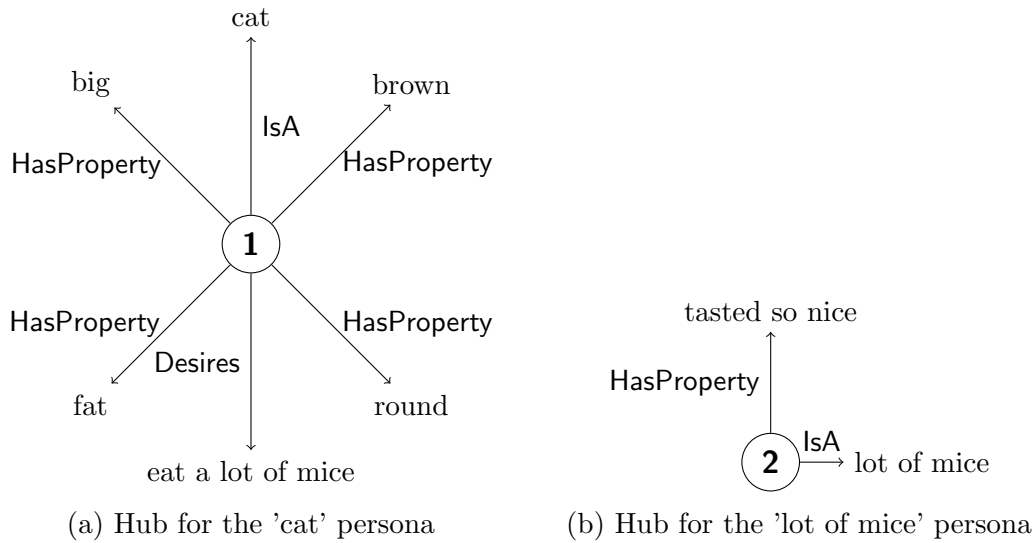 cat
big
brown
IsA
HasProperty
HasProperty
1
HasProperty
HasProperty
Desires
fat
round
eat a lot of mice
(a) Hub for the 'cat' persona
tasted so nice
HasProperty
IsA
2
lot of mice
(b) Hub for the 'lot of mice' persona